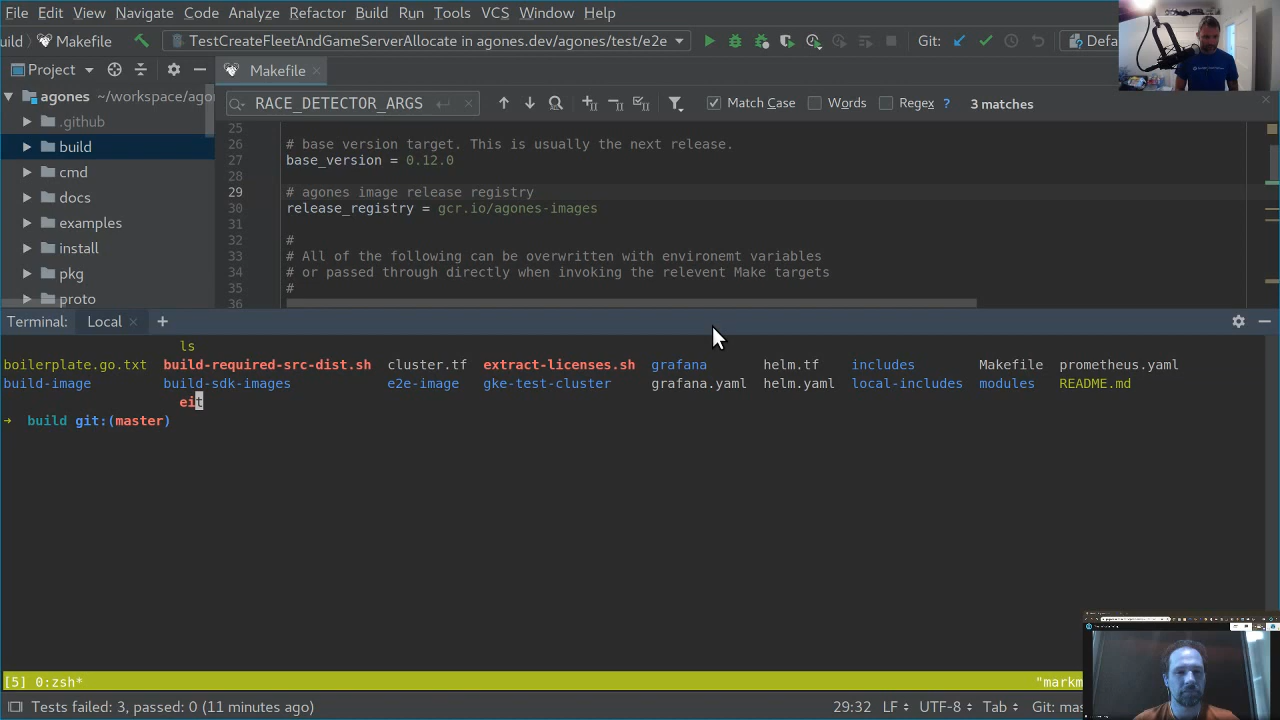 File Edit View Navigate Code Analyze Refactor Build Run Tools VCS Window Help
uild Makefile TestCreateFleetAndGameServerAllocate in agones.dev/agones/test/e2e Git: Defa
Project Makefile
agones ~/workspace/ago
RACE_DETECTOR_ARGS Match Case Words Regex ? 3 matches
.github
build
cmd
docs
examples
install
pkg
proto
25
26 # base version target. This is usually the next release.
27 base_version = 0.12.0
28
29 # agones image release registry
30 release_registry = gcr.io/agones-images
31
32 #
33 # All of the following can be overwritten with environemt variables
34 # or passed through directly when invoking the relevent Make targets
35 #
36
Terminal: Local +
ls
boilerplate.go.txt build-required-src-dist.sh cluster.tf extract-licenses.sh grafana helm.tf includes Makefile prometheus.yaml
build-image build-sdk-images e2e-image gke-test-cluster grafana.yaml helm.yaml local-includes modules README.md
eit
→ build git:(master)
[5] 0:zsh* "markm
Tests failed: 3, passed: 0 (11 minutes ago) 29:32 LF UTF-8 Tab Git: mas